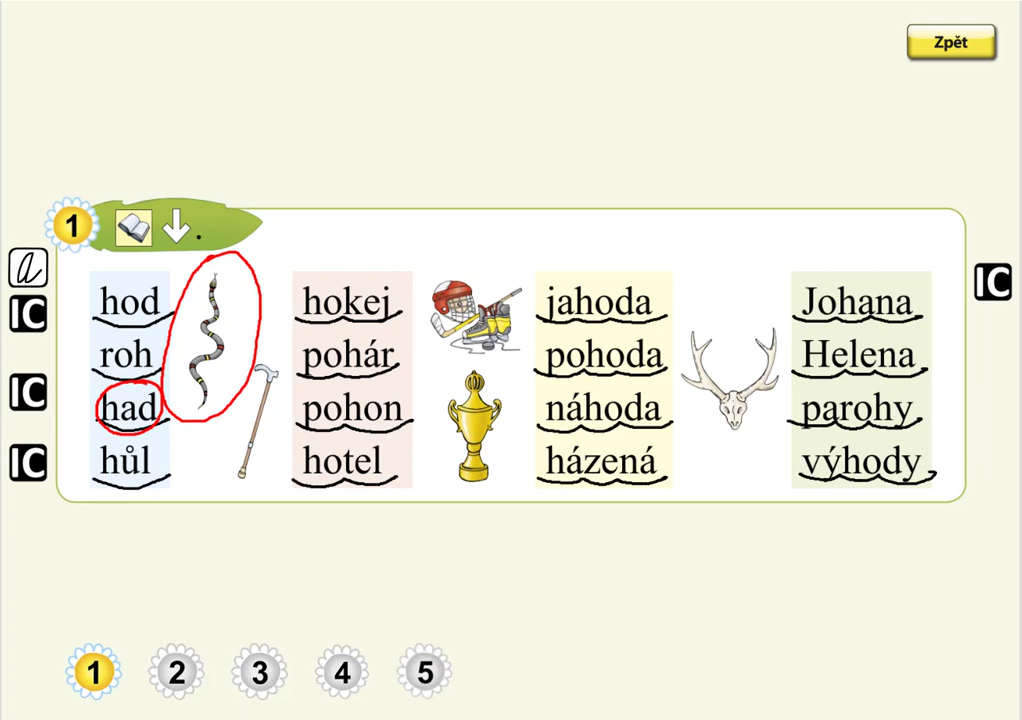 Zpět
1 .
a
IC
IC
IC
IC
hod
roh
had
hůl
hokej
pohár
pohon
hotel
jahoda
pohoda
náhoda
házená
Johana
Helena
parohy
výhody
1 2 3 4 5